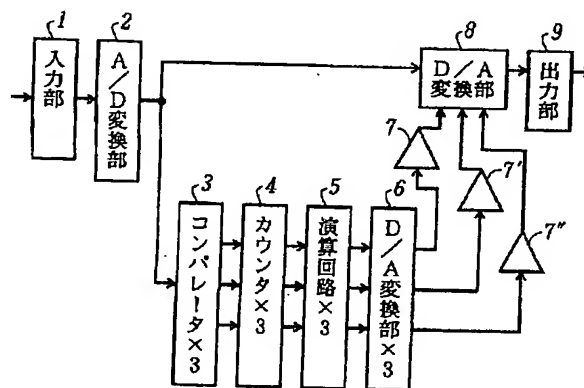 1
入力部
2
A/D変換部
8
D/A
変換部
9
出力部
7
7'
7"
3
コンパレータ×3
4
カウンタ×3
5
演算回路×3
6
D/A変換部×3